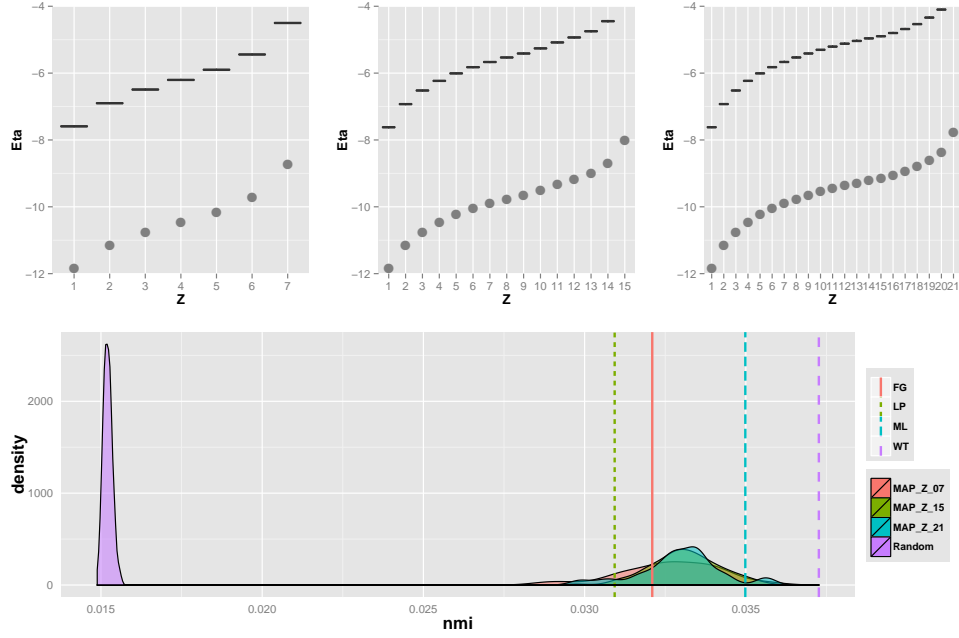 −4
−6
−8
−10
−12
Eta
1 2 3 4 5 6 7
Z
−4
−6
−8
−10
−12
Eta
1 2 3 4 5 6 7 8 9 10 11 12 13 14 15
Z
−4
−6
−8
−10
−12
Eta
1 2 3 4 5 6 7 8 9 10 11 12 13 14 15 16 17 18 19 20 21
Z
2000
1000
0
density
0.015 0.020 0.025 0.030 0.035
nmi
FG
LP
ML
WT
MAP_Z_07
MAP_Z_15
MAP_Z_21
Random